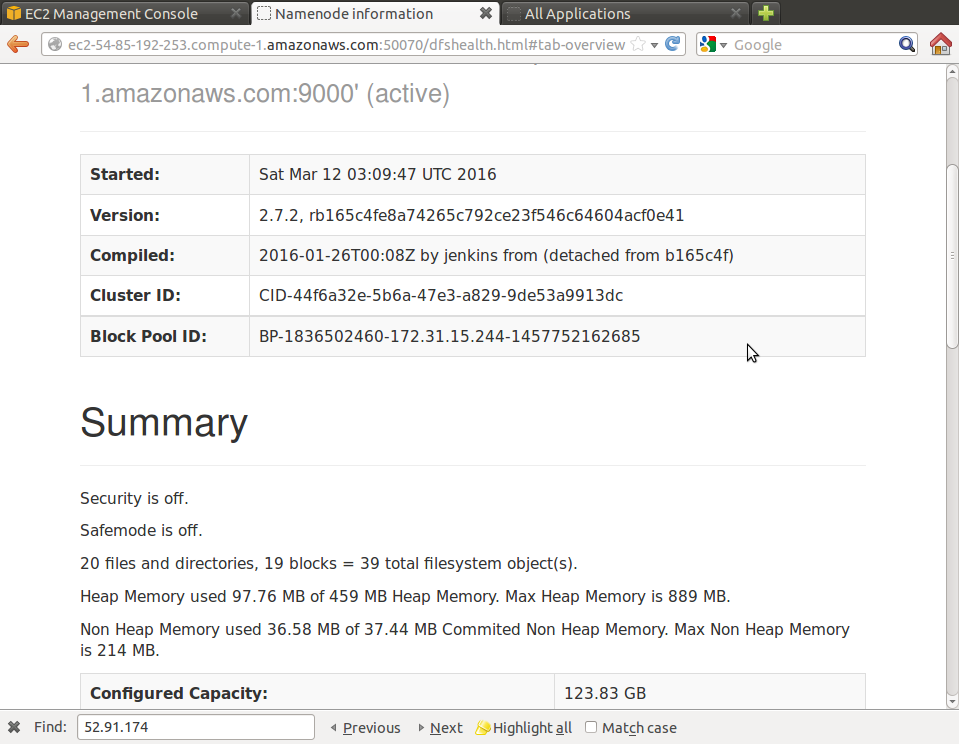 EC2 Management Console
Namenode information
All Applications
ec2-54-85-192-253.compute-1.amazonaws.com:50070/dfshealth.html#tab-overview
Google
1.amazonaws.com:9000' (active)
Started: Sat Mar 12 03:09:47 UTC 2016
Version: 2.7.2, rb165c4fe8a74265c792ce23f546c64604acf0e41
Compiled: 2016-01-26T00:08Z by jenkins from (detached from b165c4f)
Cluster ID: CID-44f6a32e-5b6a-47e3-a829-9de53a9913dc
Block Pool ID: BP-1836502460-172.31.15.244-1457752162685
Summary
Security is off.
Safemode is off.
20 files and directories, 19 blocks = 39 total filesystem object(s).
Heap Memory used 97.76 MB of 459 MB Heap Memory. Max Heap Memory is 889 MB.
Non Heap Memory used 36.58 MB of 37.44 MB Commited Non Heap Memory. Max Non Heap Memory
is 214 MB.
Configured Capacity: 123.83 GB
Find: 52.91.174 Previous Next Highlight all Match case